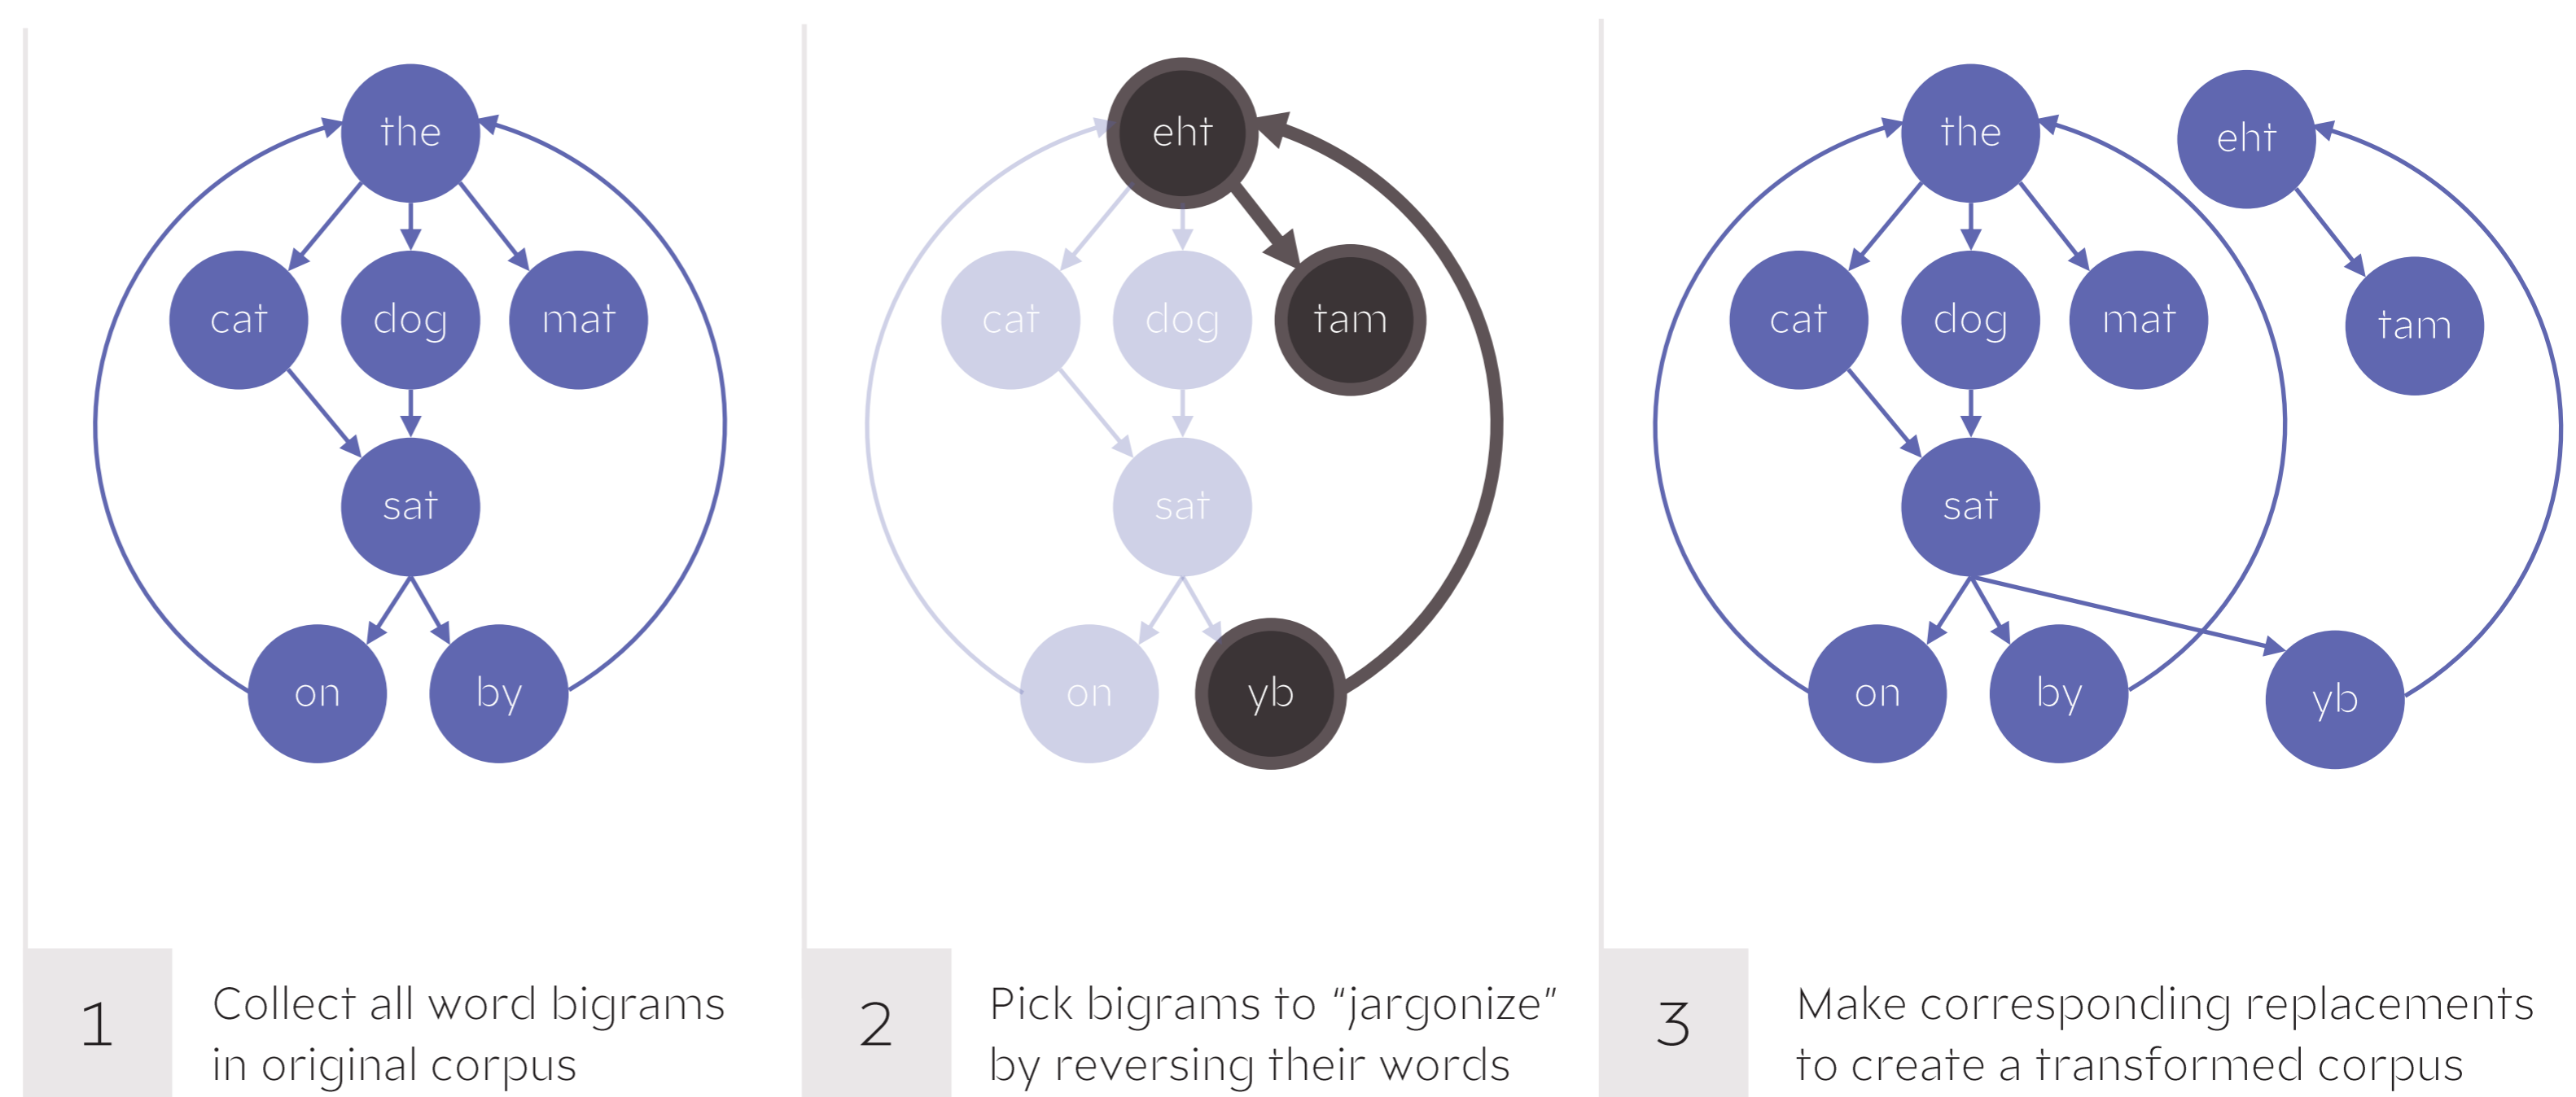 the
cat
dog
mat
sat
on
by
1
Collect all word bigrams
in original corpus
eht
cat
dog
tam
sat
on
yb
2
Pick bigrams to “jargonize”
by reversing their words
the
eht
cat
dog
mat
tam
sat
on
by
yb
3
Make corresponding replacements
to create a transformed corpus